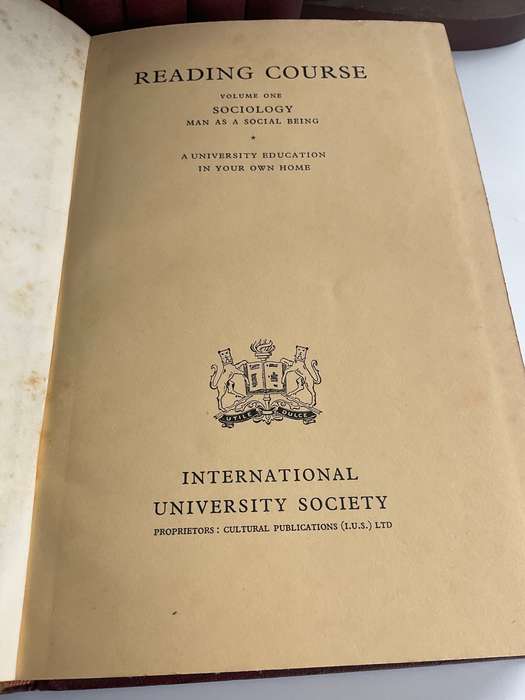 READING COURSE
VOLUME ONE
SOCIOLOGY
MAN AS A SOCIAL BEING
*
A UNIVERSITY EDUCATION
IN YOUR OWN HOME
UTILE DULCE
INTERNATIONAL
UNIVERSITY SOCIETY
PROPRIETORS: CULTURAL PUBLICATIONS (I.U.S.) LTD